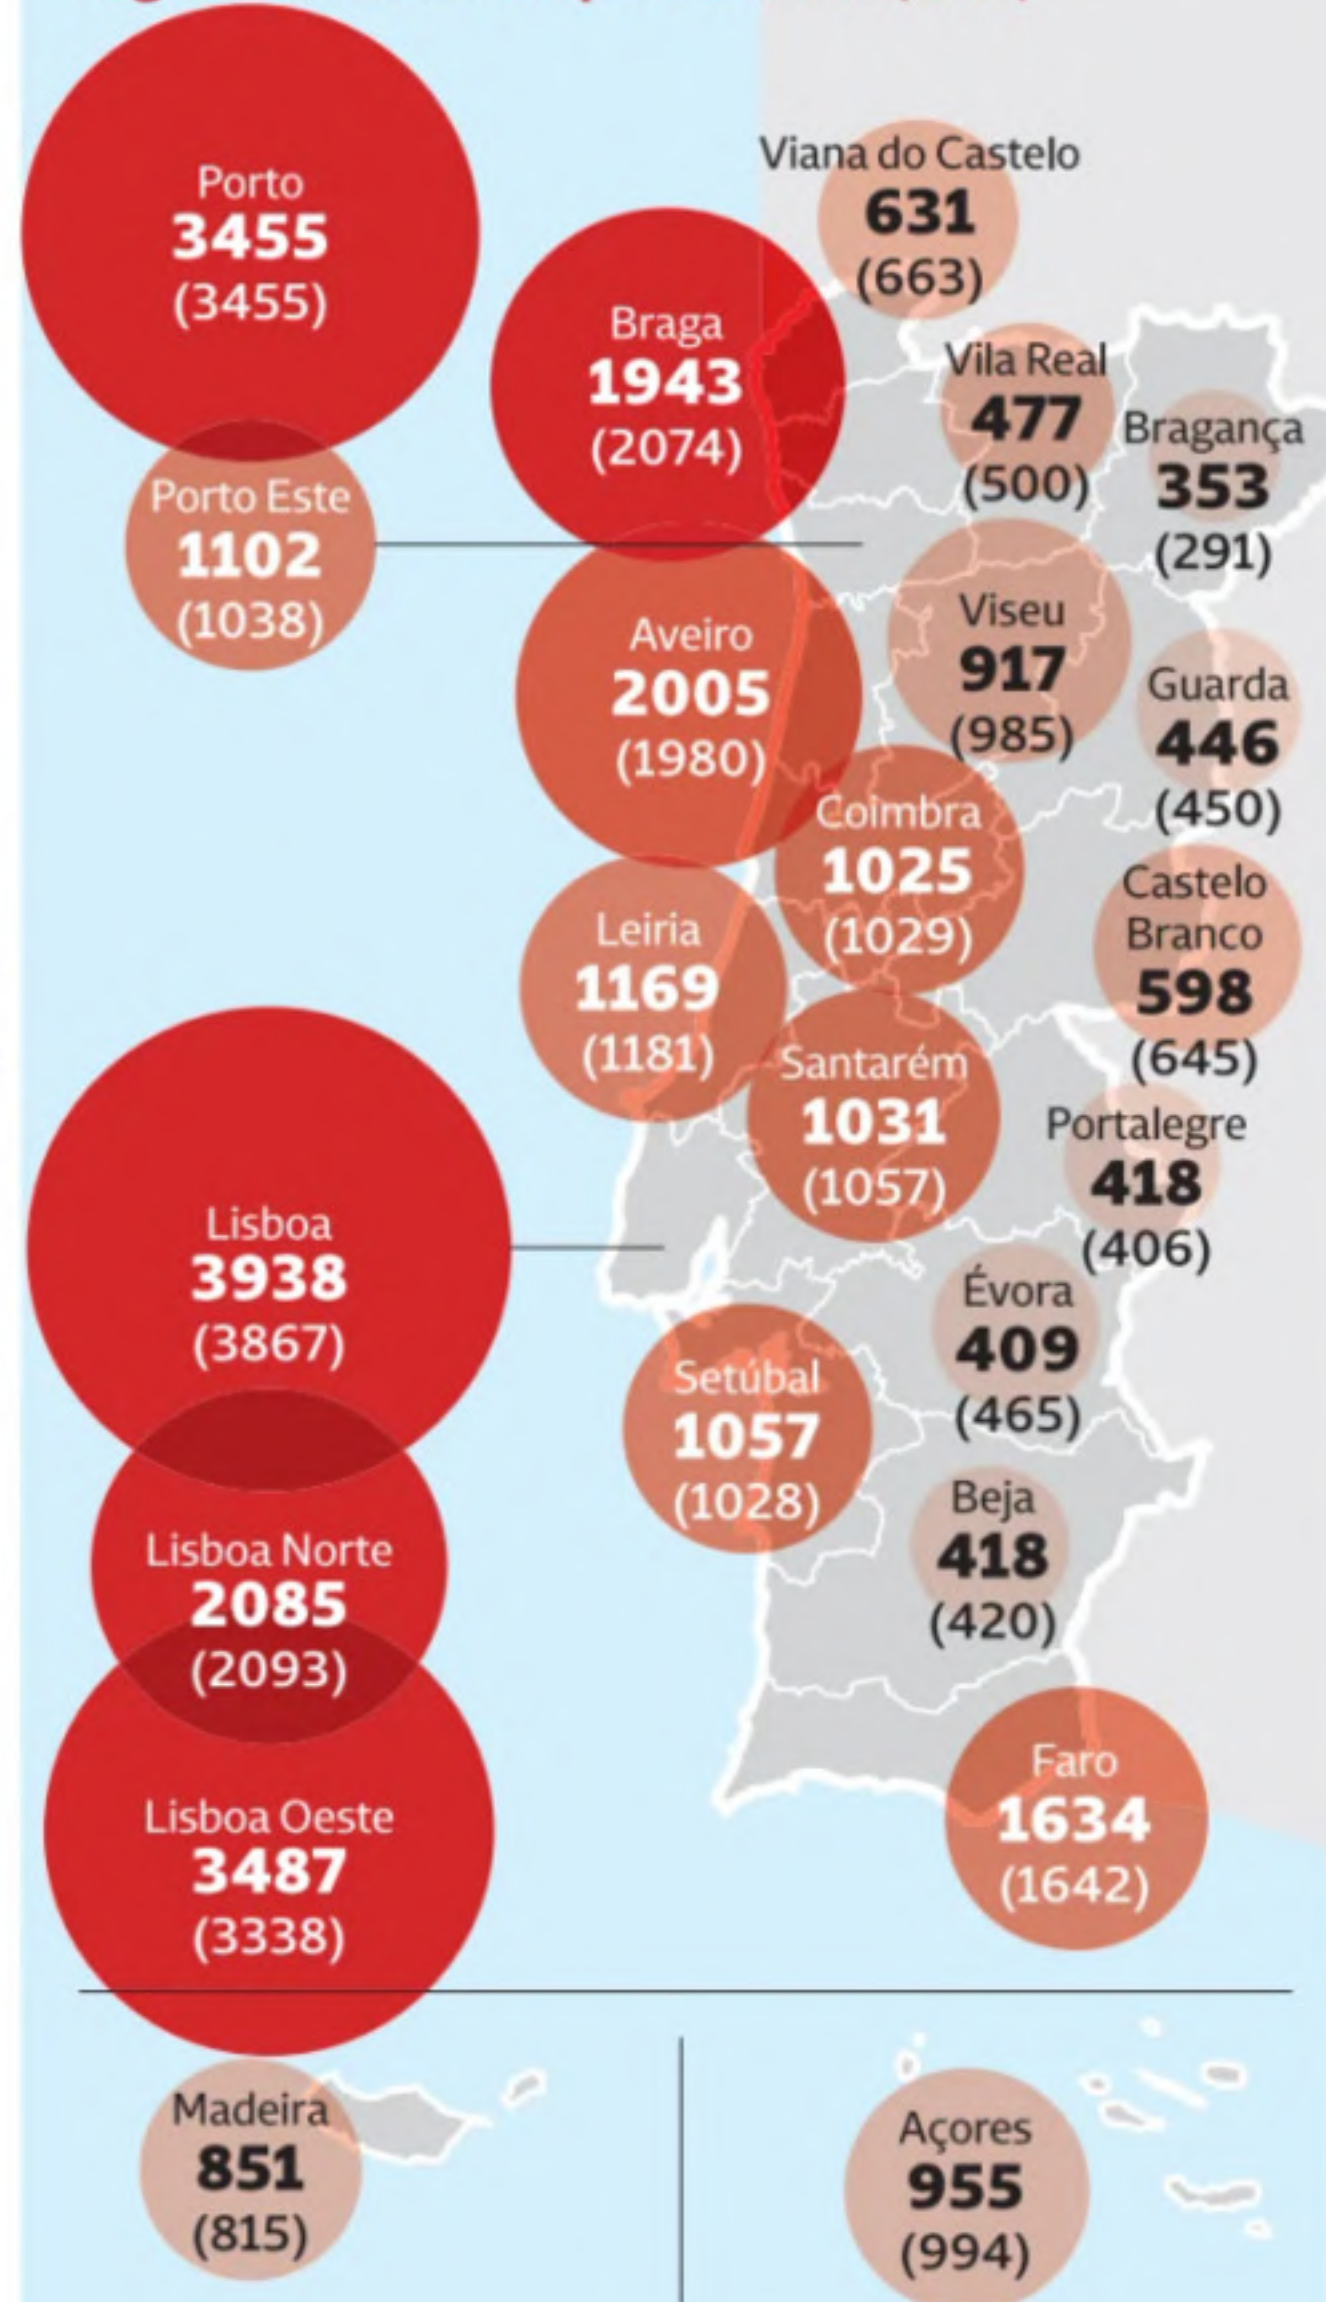 Porto
3455
(3455)
Viana do Castelo
631
(663)
Braga
1943
(2074)
Vila Real
477
(500)
Bragança
353
(291)
Porto Este
1102
(1038)
Aveiro
2005
(1980)
Viseu
917
(985)
Guarda
446
(450)
Coimbra
1025
(1029)
Castelo
Branco
598
(645)
Leiria
1169
(1181)
Santarém
1031
(1057)
Portalegre
418
(406)
Lisboa
3938
(3867)
Évora
409
(465)
Setúbal
1057
(1028)
Beja
418
(420)
Lisboa Norte
2085
(2093)
Lisboa Oeste
3487
(3338)
Faro
1634
(1642)
Madeira
851
(815)
Açores
955
(994)